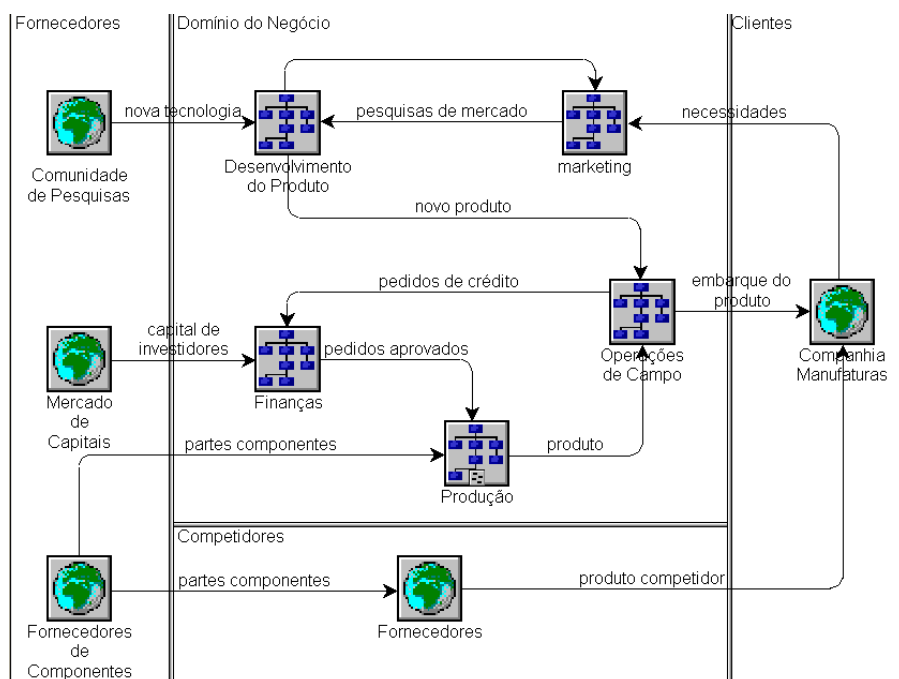 Fornecedores
Domínio do Negócio
Clientes
nova tecnologia
pesquisas de mercado
necessidades
Comunidade
de Pesquisas
Desenvolvimento
do Produto
marketing
novo produto
pedidos de crédito
embarque do
produto
capital de
investidores
pedidos aprovados
Operações
de Campo
Companhia
Manufaturas
Mercado
de
Capitais
Finanças
partes componentes
produto
Produção
Competidores
partes componentes
produto competidor
Fornecedores
de
Componentes
Fornecedores